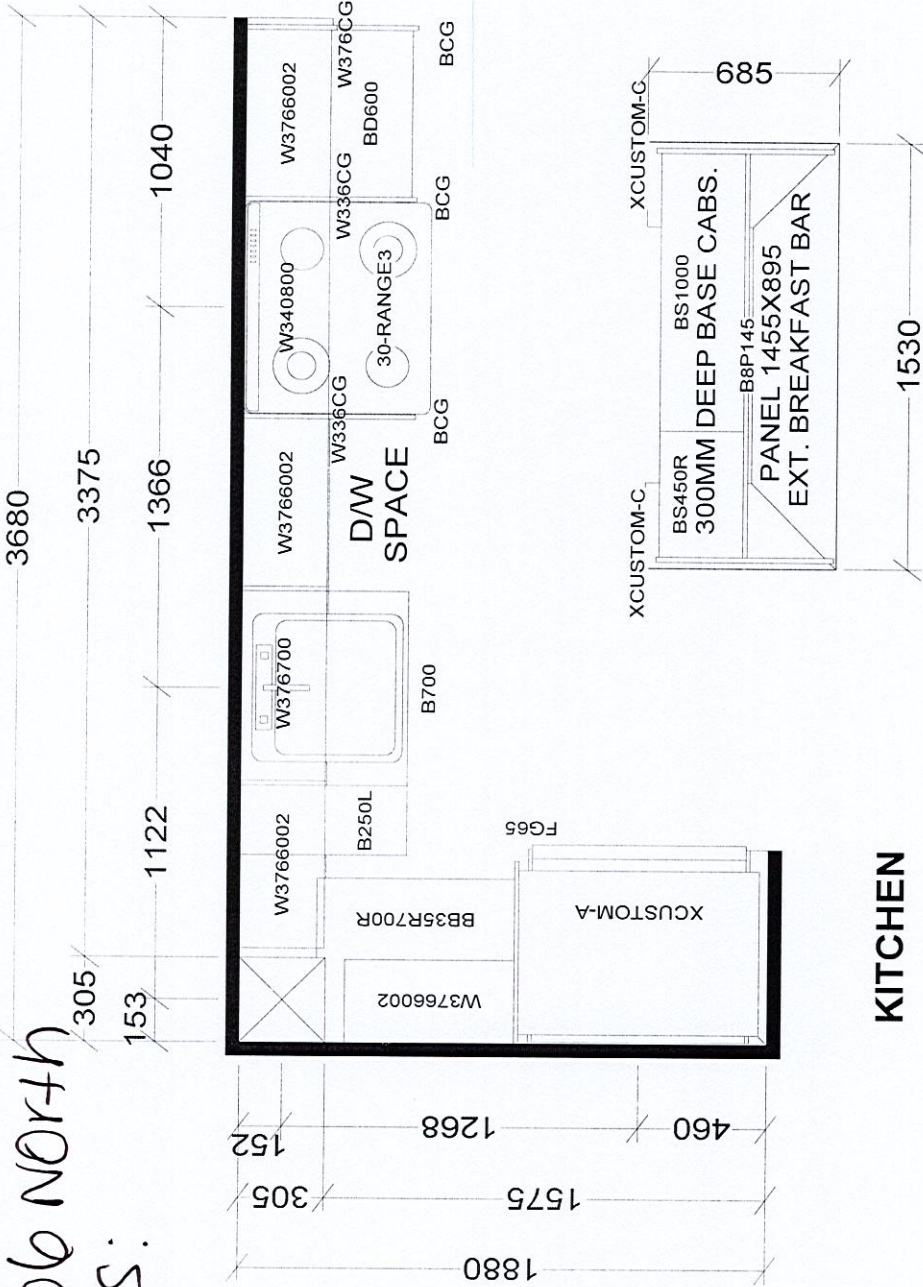 06 North
S:
3680
3375
305
1040
1366
1122
153
W3766002
W376CG
BD600
BCG
W336CG
BCG
W340800
30-RANGE3
W336CG
BCG
W3766002
D/W
SPACE
W376700
B700
W3766002
B250L
BB35R700R
W3766002
FG65
XCUSTOM-A
152
1268
460
305
1575
1880
XCUSTOM-C
685
BS1000
BS450R
300MM DEEP BASE CABS.
B8P145
PANEL 1455X895
EXT. BREAKFAST BAR
XCUSTOM-C
1530
KITCHEN